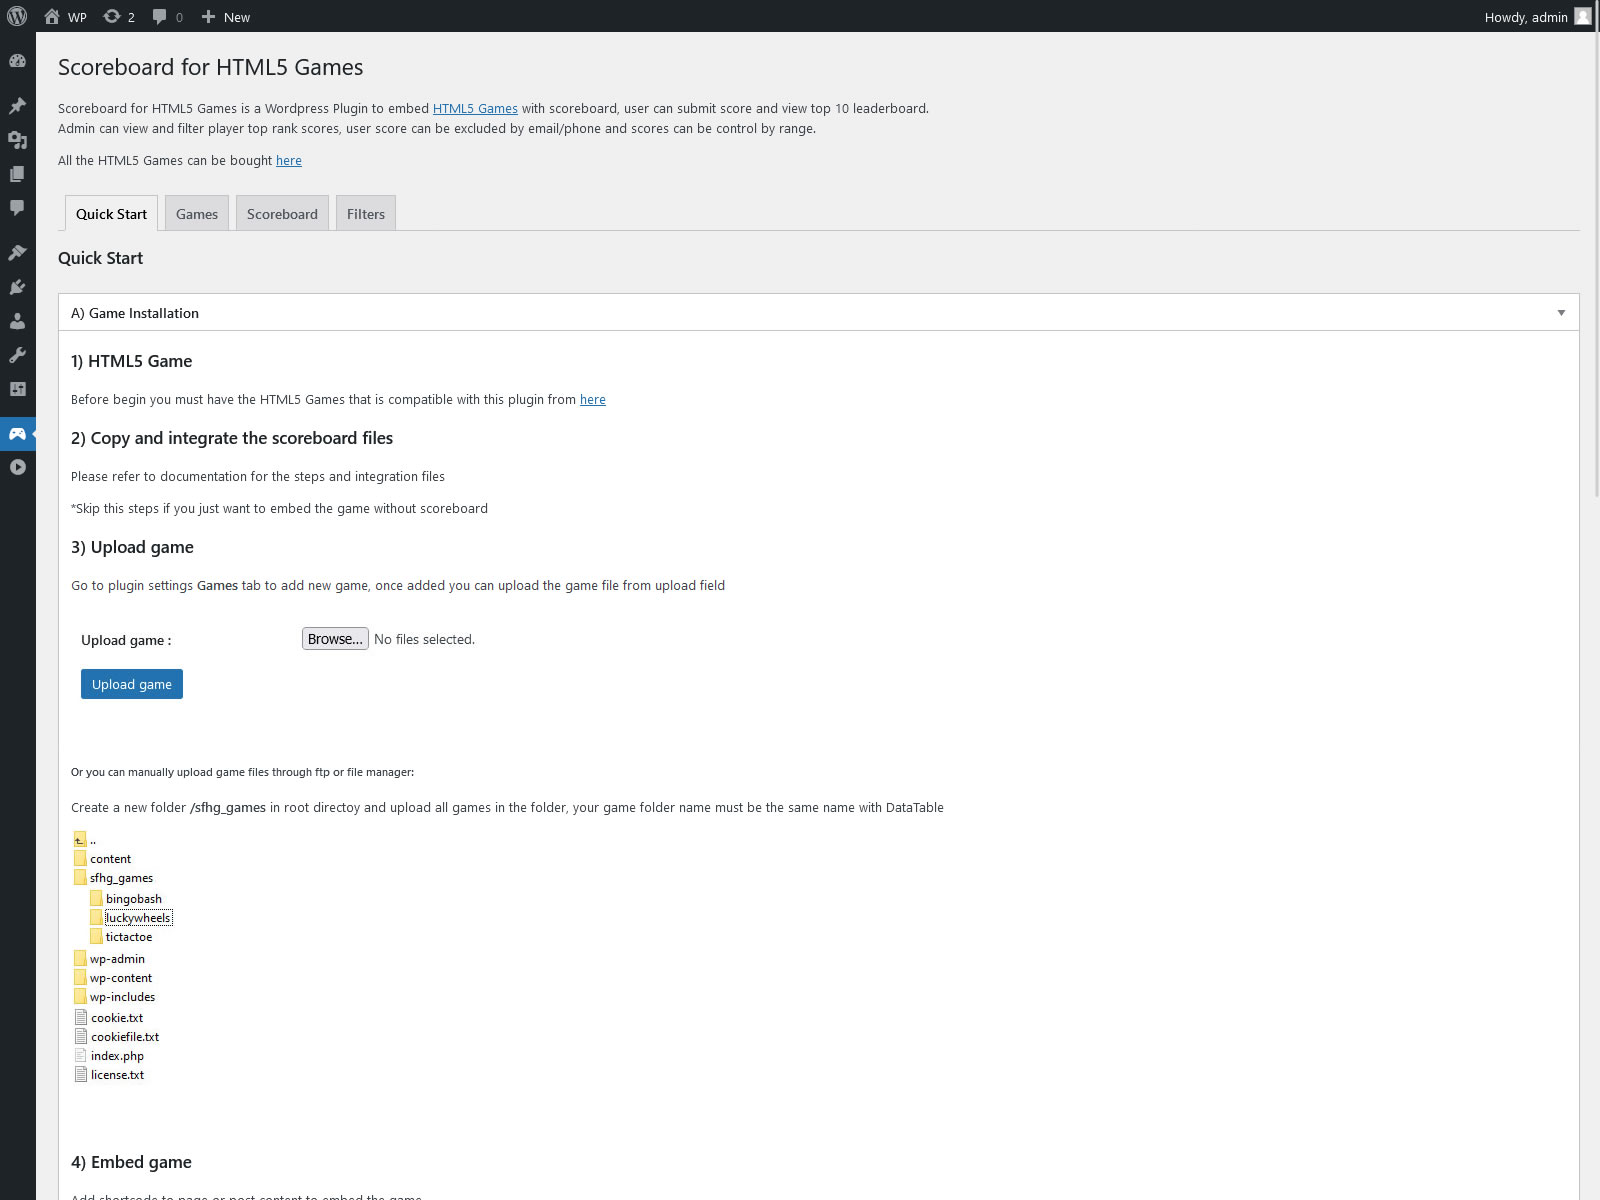 WP 2 0 New Howdy, admin
Scoreboard for HTML5 Games
Scoreboard for HTML5 Games is a Wordpress Plugin to embed HTML5 Games with scoreboard, user can submit score and view top 10 leaderboard.
Admin can view and filter player top rank scores, user score can be excluded by email/phone and scores can be control by range.
All the HTML5 Games can be bought here
Quick Start Games Scoreboard Filters
Quick Start
A) Game Installation
1) HTML5 Game
Before begin you must have the HTML5 Games that is compatible with this plugin from here
2) Copy and integrate the scoreboard files
Please refer to documentation for the steps and integration files
*Skip this steps if you just want to embed the game without scoreboard
3) Upload game
Go to plugin settings Games tab to add new game, once added you can upload the game file from upload field
Upload game : Browse... No files selected.
Upload game
Or you can manually upload game files through ftp or file manager:
Create a new folder /sfhg_games in root directoy and upload all games in the folder, your game folder name must be the same name with DataTable
..
content
sfhg_games
bingobash
luckywheels
tictactoe
wp-admin
wp-content
wp-includes
cookie.txt
cookiefile.txt
index.php
license.txt
4) Embed game
Add shortcode to page or post content to embed the game